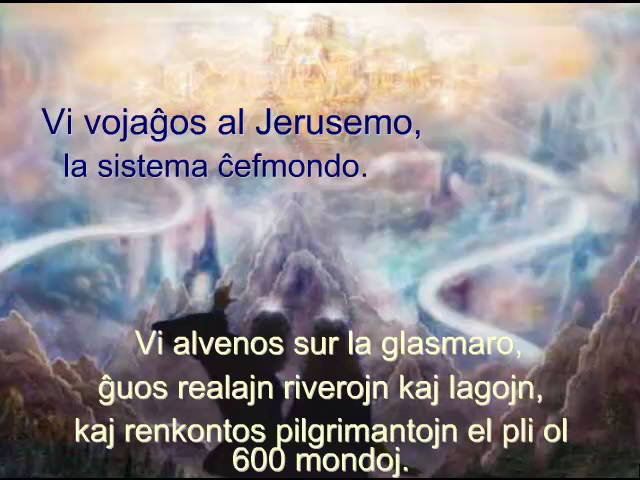 Vi vojaĝos al Jerusemo,
la sistema ĉefmondo.
Vi alvenos sur la glasmaro,
ĝuos realajn riverojn kaj lagojn,
kaj renkontos pilgrimantojn el pli ol
600 mondoj.